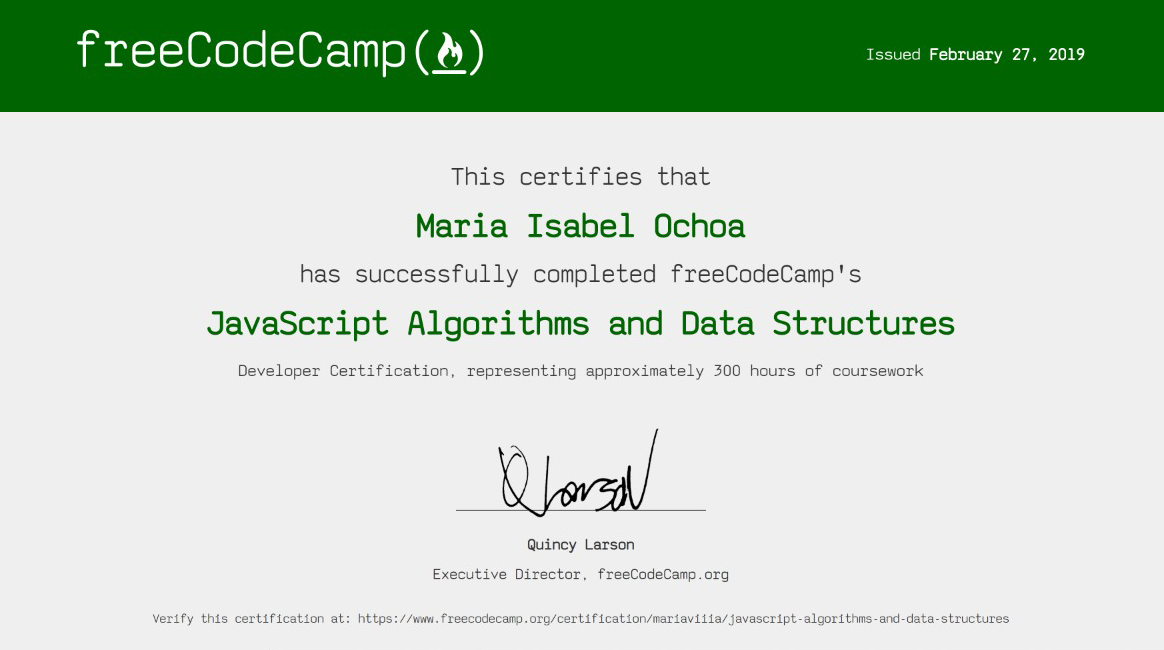 freeCodeCamp(🔥)
Issued February 27, 2019
This certifies that
Maria Isabel Ochoa
has successfully completed freeCodeCamp's
JavaScript Algorithms and Data Structures
Developer Certification, representing approximately 300 hours of coursework
Q Larson
Quincy Larson
Executive Director, freeCodeCamp.org
Verify this certification at: https://www.freecodecamp.org/certification/mariaviiia/javascript-algorithms-and-data-structures